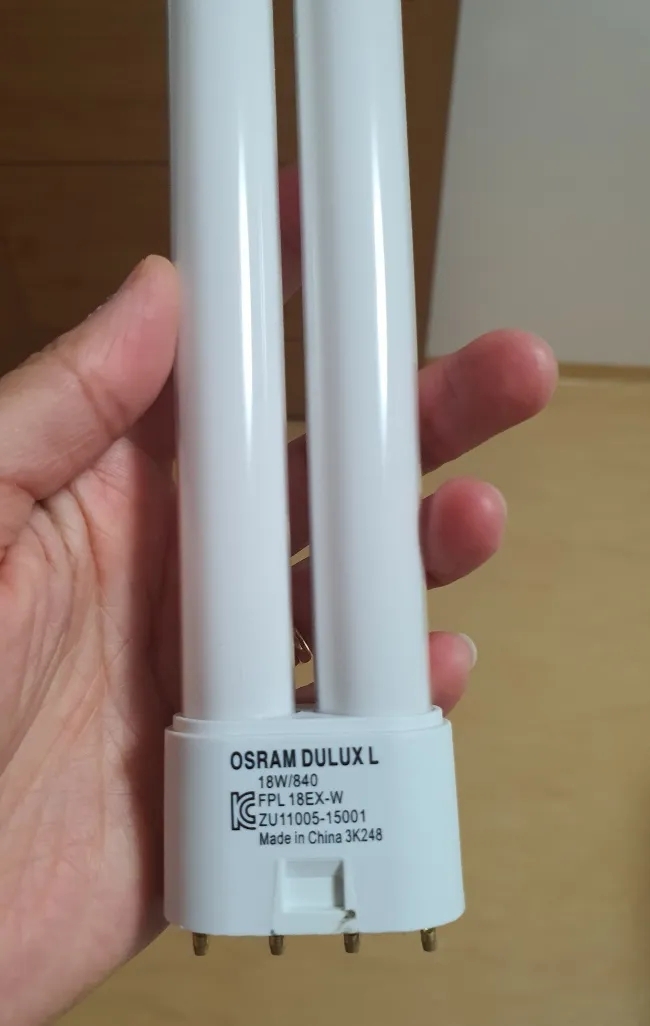 OSRAM DULUX L
18W/840
FPL 18EX-W
ZU11005-15001
Made in China 3K248